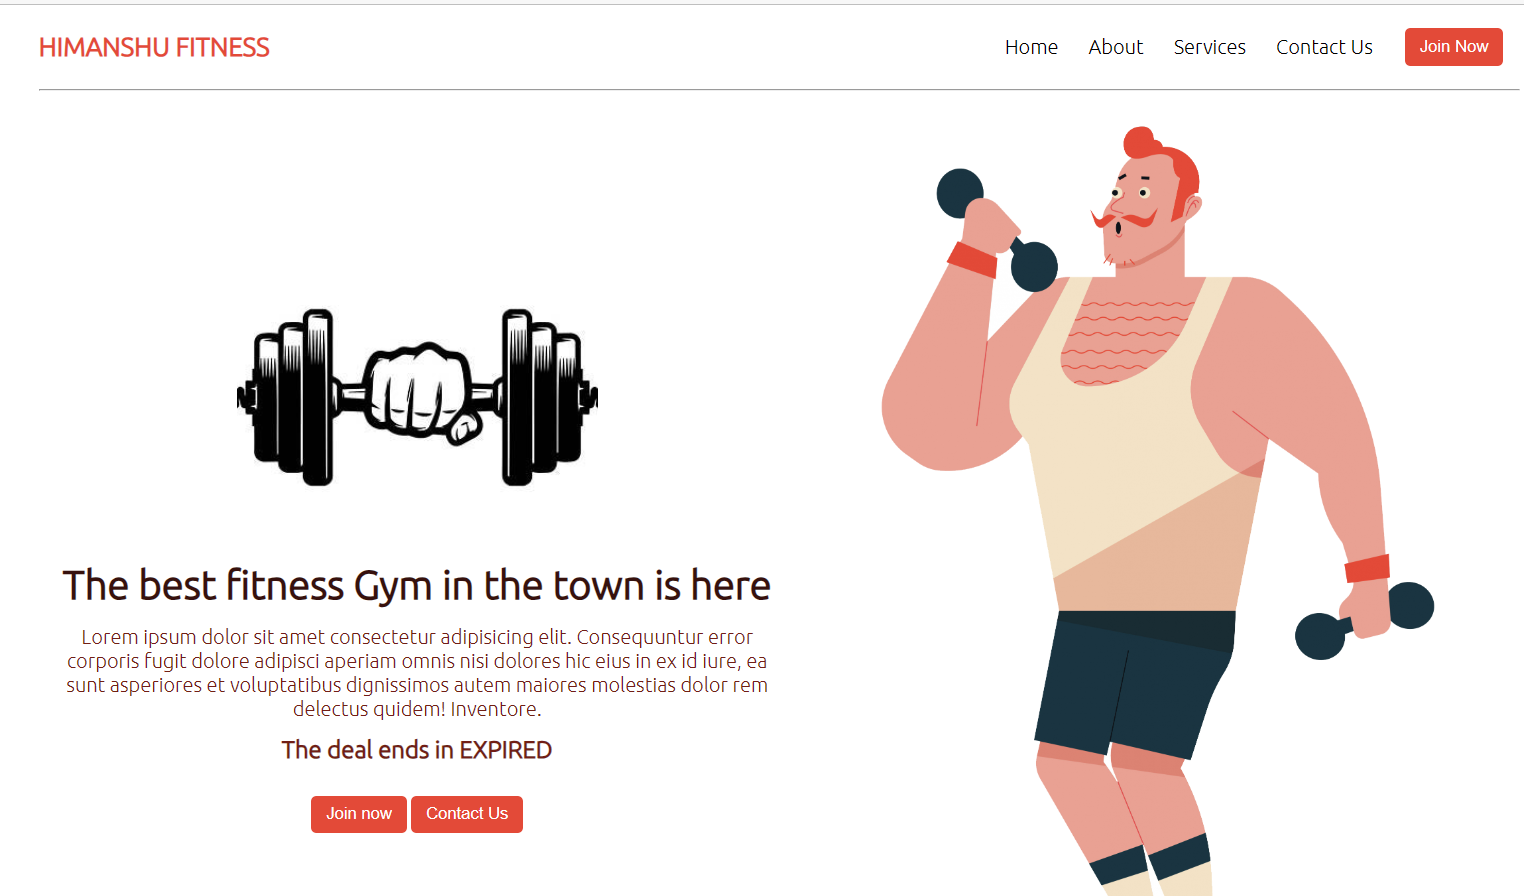 HIMANSHU FITNESS
Home About Services Contact Us Join Now
The best fitness Gym in the town is here
Lorem ipsum dolor sit amet consectetur adipisicing elit. Consequuntur error
corporis fugit dolore adipisci aperiam omnis nisi dolores hic eius in ex id iure, ea
sunt asperiores et voluptatibus dignissimos autem maiores molestias dolor rem
delectus quidem! Inventore.
The deal ends in EXPIRED
Join now Contact Us